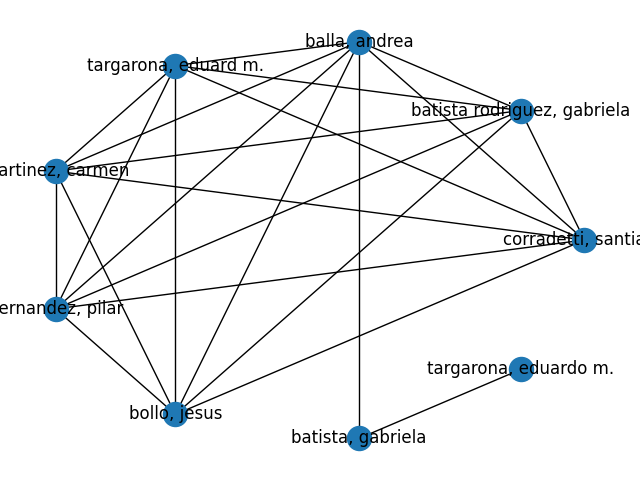 balla, andrea
targarona, eduard m.
batista rodriguez, gabriela
artinez, carmen
corradetti, santia
ernandez, pilar
targarona, eduardo m.
bollo, jesus
batista, gabriela